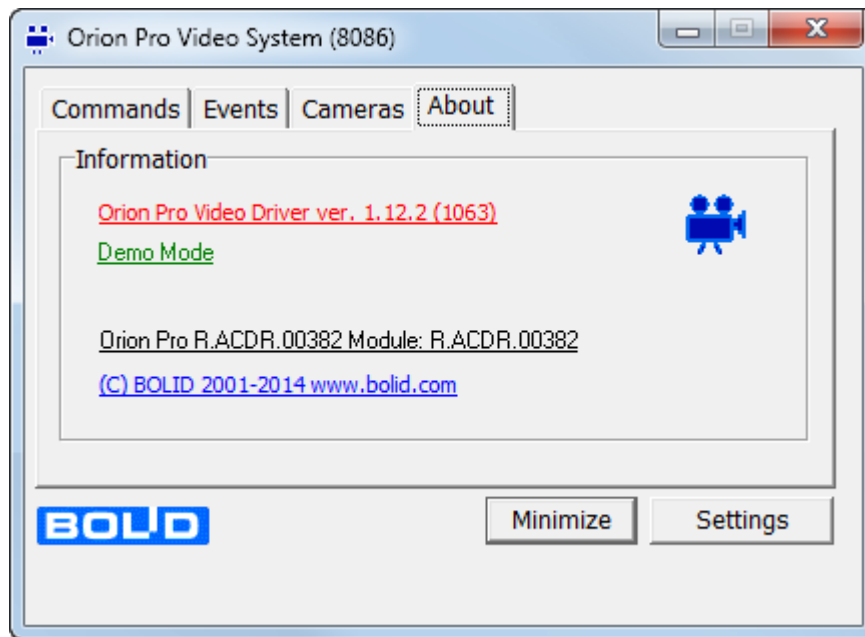 Orion Pro Video System (8086)
Commands Events Cameras About
Information
Orion Pro Video Driver ver. 1.12.2 (1063)
Demo Mode
Orion Pro R.ACDR.00382 Module: R.ACDR.00382
(C) BOLID 2001-2014 www.bolid.com
BOLID Minimize Settings